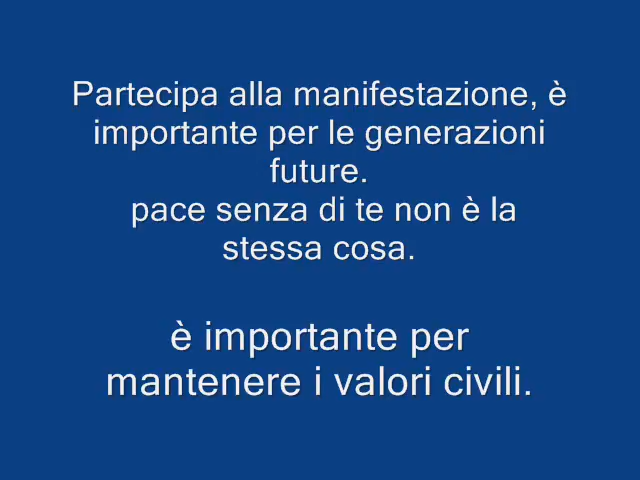 Partecipa alla manifestazione, è
importante per le generazioni
future.
pace senza di te non è la
stessa cosa.
è importante per
mantenere i valori civili.